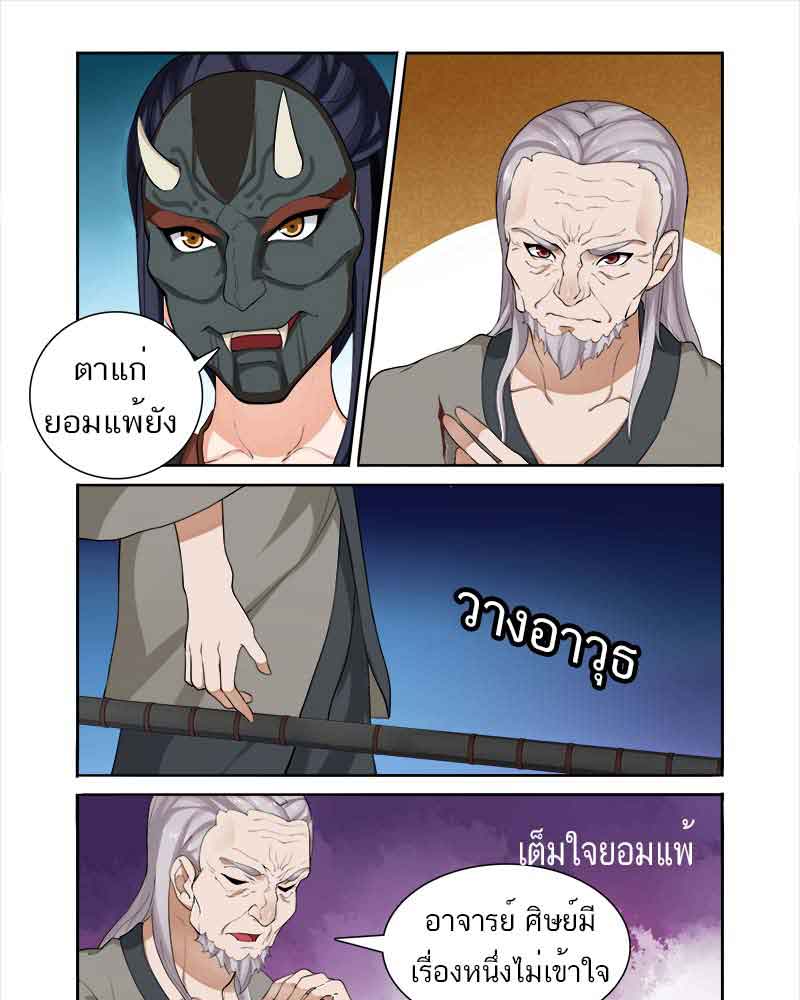 ตาแก่
ยอมแพ้ยัง
วางอาวุธ
เต็มใจยอมแพ้
อาจารย์ ศิษย์มี
เรื่องหนึ่งไม่เข้าใจ